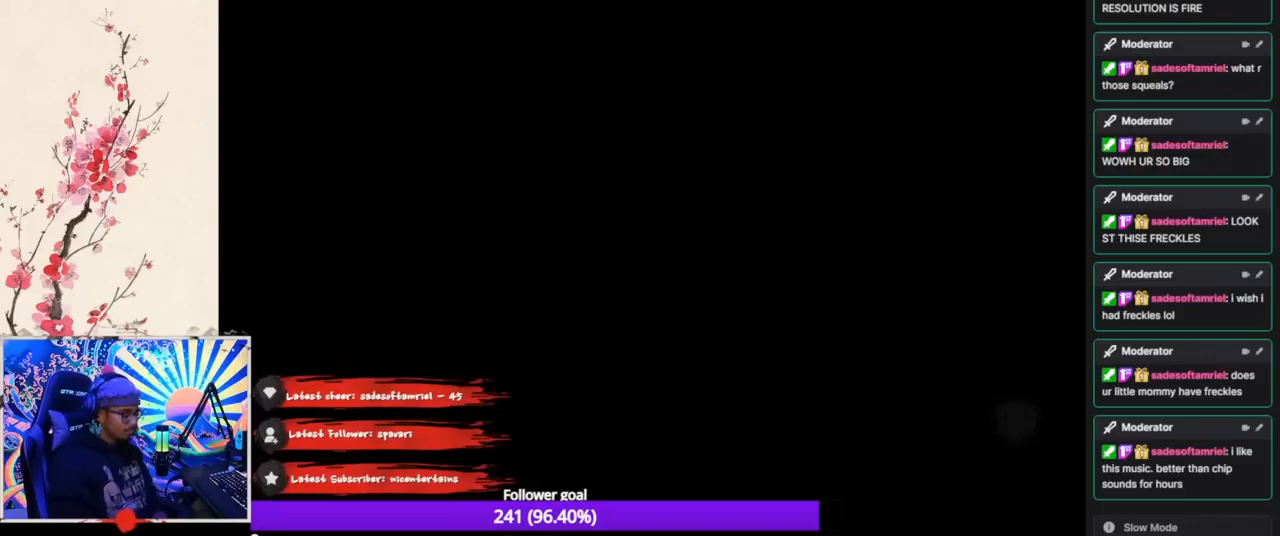 RESOLUTION IS FIRE
Moderator
sadesoftamriel: what r
those squeals?
Moderator
sadesoftamriel:
WOWH UR SO BIG
Moderator
sadesoftamriel: LOOK
ST THISE FRECKLES
Moderator
sadesoftamriel: i wish i
had freckles lol
Moderator
sadesoftamriel: does
ur little mommy have freckles
Moderator
sadesoftamriel: i like
this music. better than chip
sounds for hours
Slow Mode
Latest cheer: sadesoftamriel - 45
Latest Follower: spavari
Latest Subscriber: nicentertains
Follower goal
241 (96.40%)